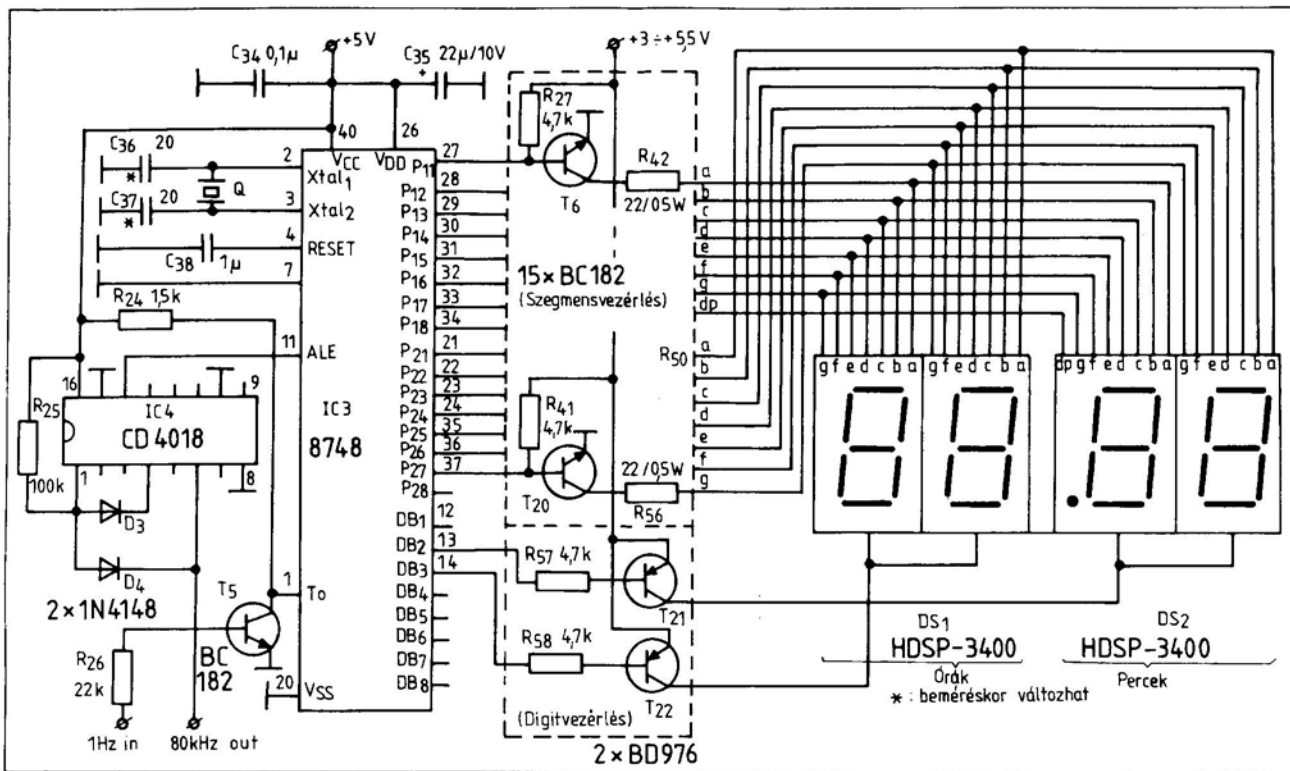 +5V
C34 0,1µ
C35 22µ/10V
+
+3÷+5,5V
C36 20
*
C37 20
*
Q
C38 1µ
R24 1,5k
R25
100k
16
9
IC4
CD 4018
1
8
D3
D4
2×1N4148
T5
BC
182
R26
22k
1Hz in
80kHz out
40
26
VCC
VDD
2
Xtal1
3
Xtal2
4
RESET
7
11
ALE
IC3
8748
1
To
20
VSS
P11 27
P12 28
P13 29
P14 30
P15 31
P16 32
P17 33
P18 34
P21 21
P22 22
P23 23
P24 24
P25 35
P26 36
P27 37
P28
DB1 12
DB2 13
DB3 14
DB4
DB5
DB6
DB7
DB8
R27
4,7k
T6
R42
22/05W
15×BC182
(Szegmensvezérlés)
R41
4,7k
T20
22/0,5W
R56
R50
R57 4,7k
T21
R58 4,7k
T22
(Digitvezérlés)
2×BD976
a
b
c
d
e
f
g
dp
a
b
c
d
e
f
g
g f e d c b a g f e d c b a
dp g f e d c b a g f e d c b a
DS1
HDSP-3400
Órák
DS2
HDSP-3400
Percek
* : beméréskor változhat